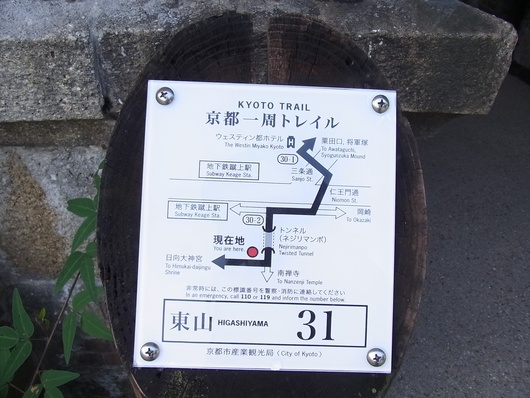 KYOTO TRAIL
京都一周トレイル
ウェスティン都ホテル
The Westin Miyako Kyoto
粟田口、将軍塚
To Awataguchi,
Syogunzuka Mound
30-1
地下鉄蹴上駅
Subway Keage Sta.
三条通
Sanjo St.
仁王門通
Niomon St.
地下鉄蹴上駅
Subway Keage Sta.
岡崎
To Okazaki
30-2
トンネル
(ネジリマンポ)
Nejirimanpo
Twisted Tunnel
現在地
You are here.
日向大神宮
To Himukai-daijingu
Shrine
南禅寺
To Nanzenji Temple
非常時には、この標識番号を警察・消防に連絡してください
In an emergency, call 110 or 119 and inform the number below.
東山 HIGASHIYAMA 31
京都市産業観光局 (City of Kyoto)